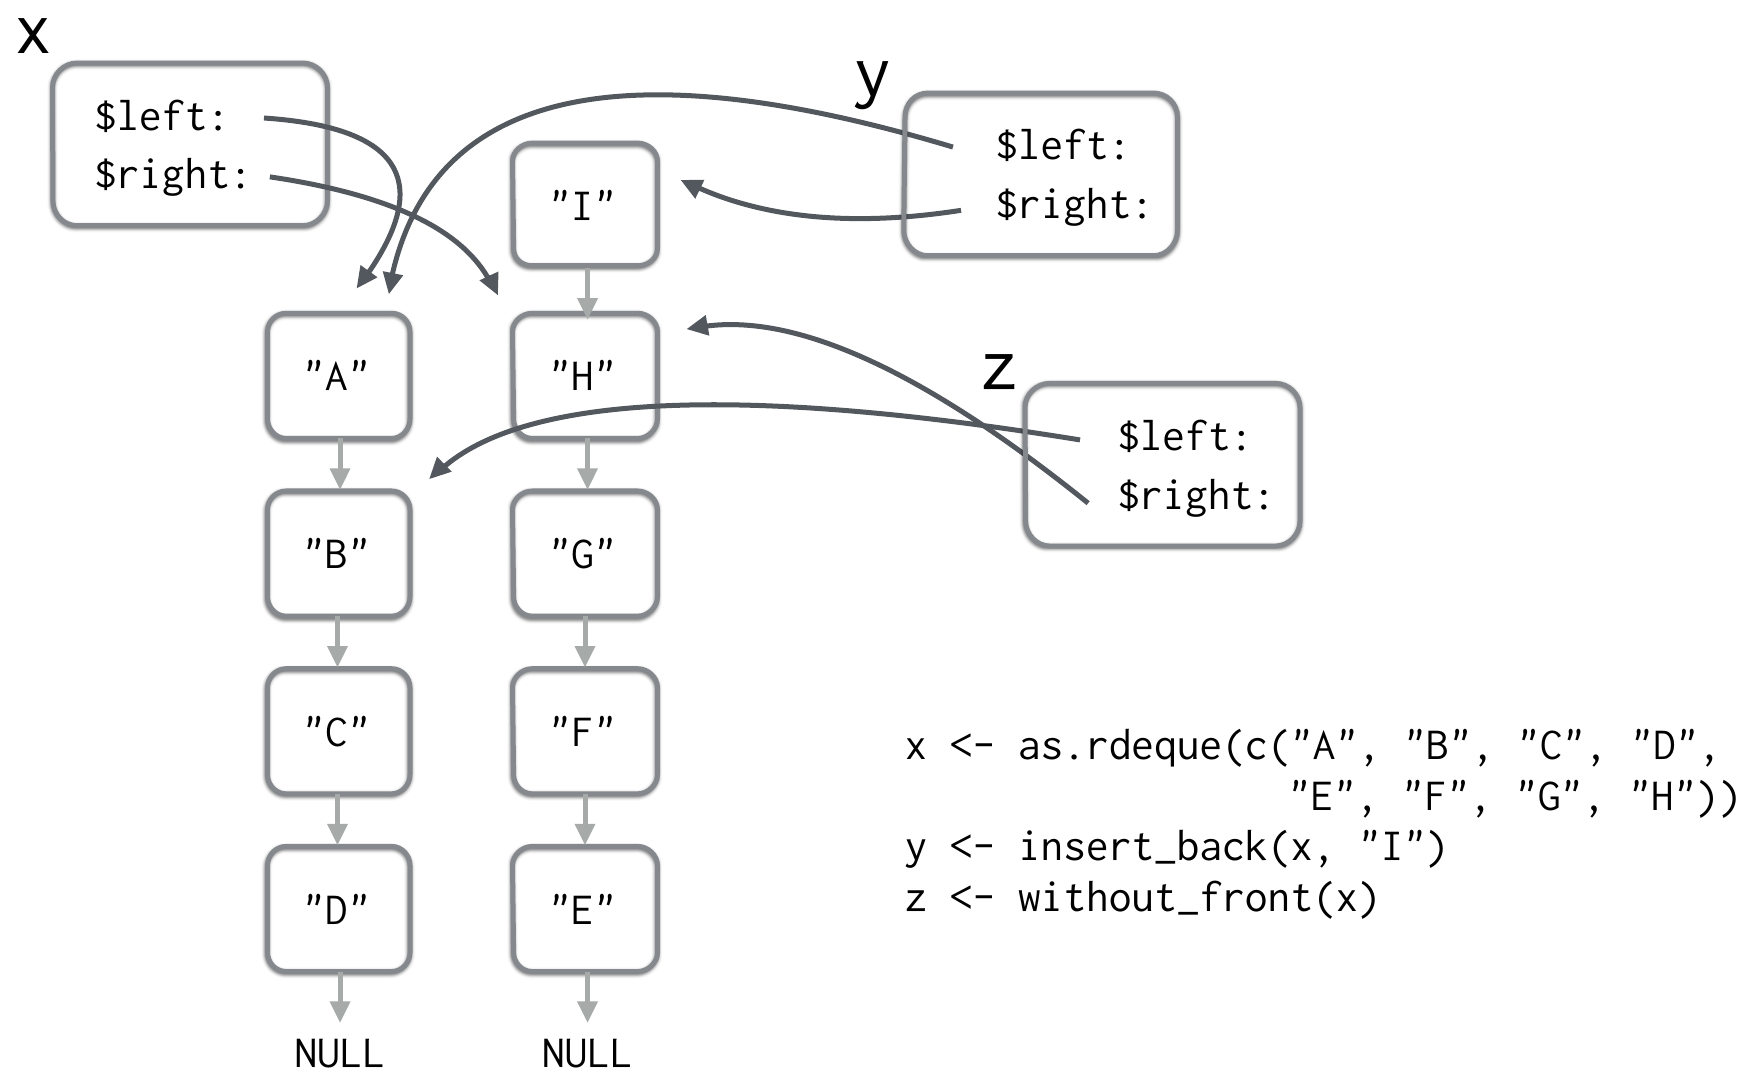 x
$left:
$right:
y
$left:
$right:
"I"
"A"
"H"
z
$left:
$right:
"B"
"G"
"C"
"F"
"D"
"E"
NULL
NULL
x <- as.rdeque(c("A", "B", "C", "D",
"E", "F", "G", "H"))
y <- insert_back(x, "I")
z <- without_front(x)